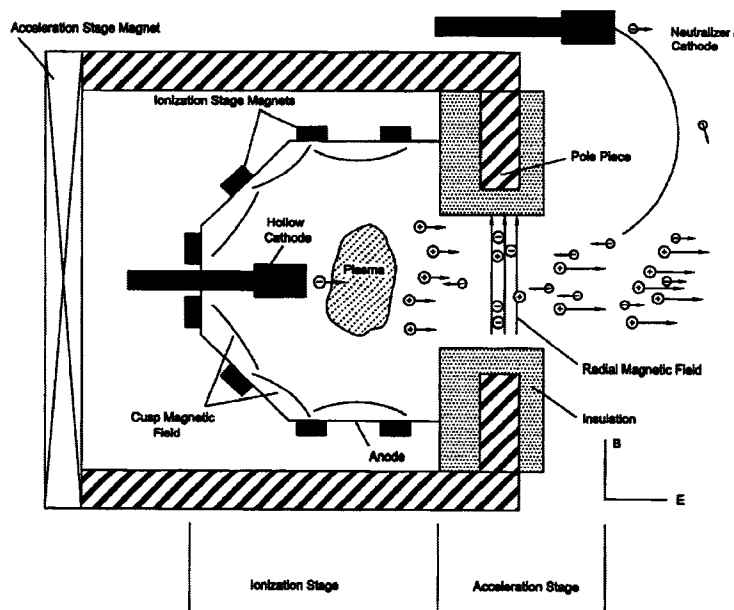 Acceleration Stage Magnet
Neutralizer
Cathode
Ionization Stage Magnets
Pole Piece
Hollow
Cathode
Plasma
Radial Magnetic Field
Insulation
Cusp Magnetic
Field
Anode
B
E
Ionization Stage
Acceleration Stage